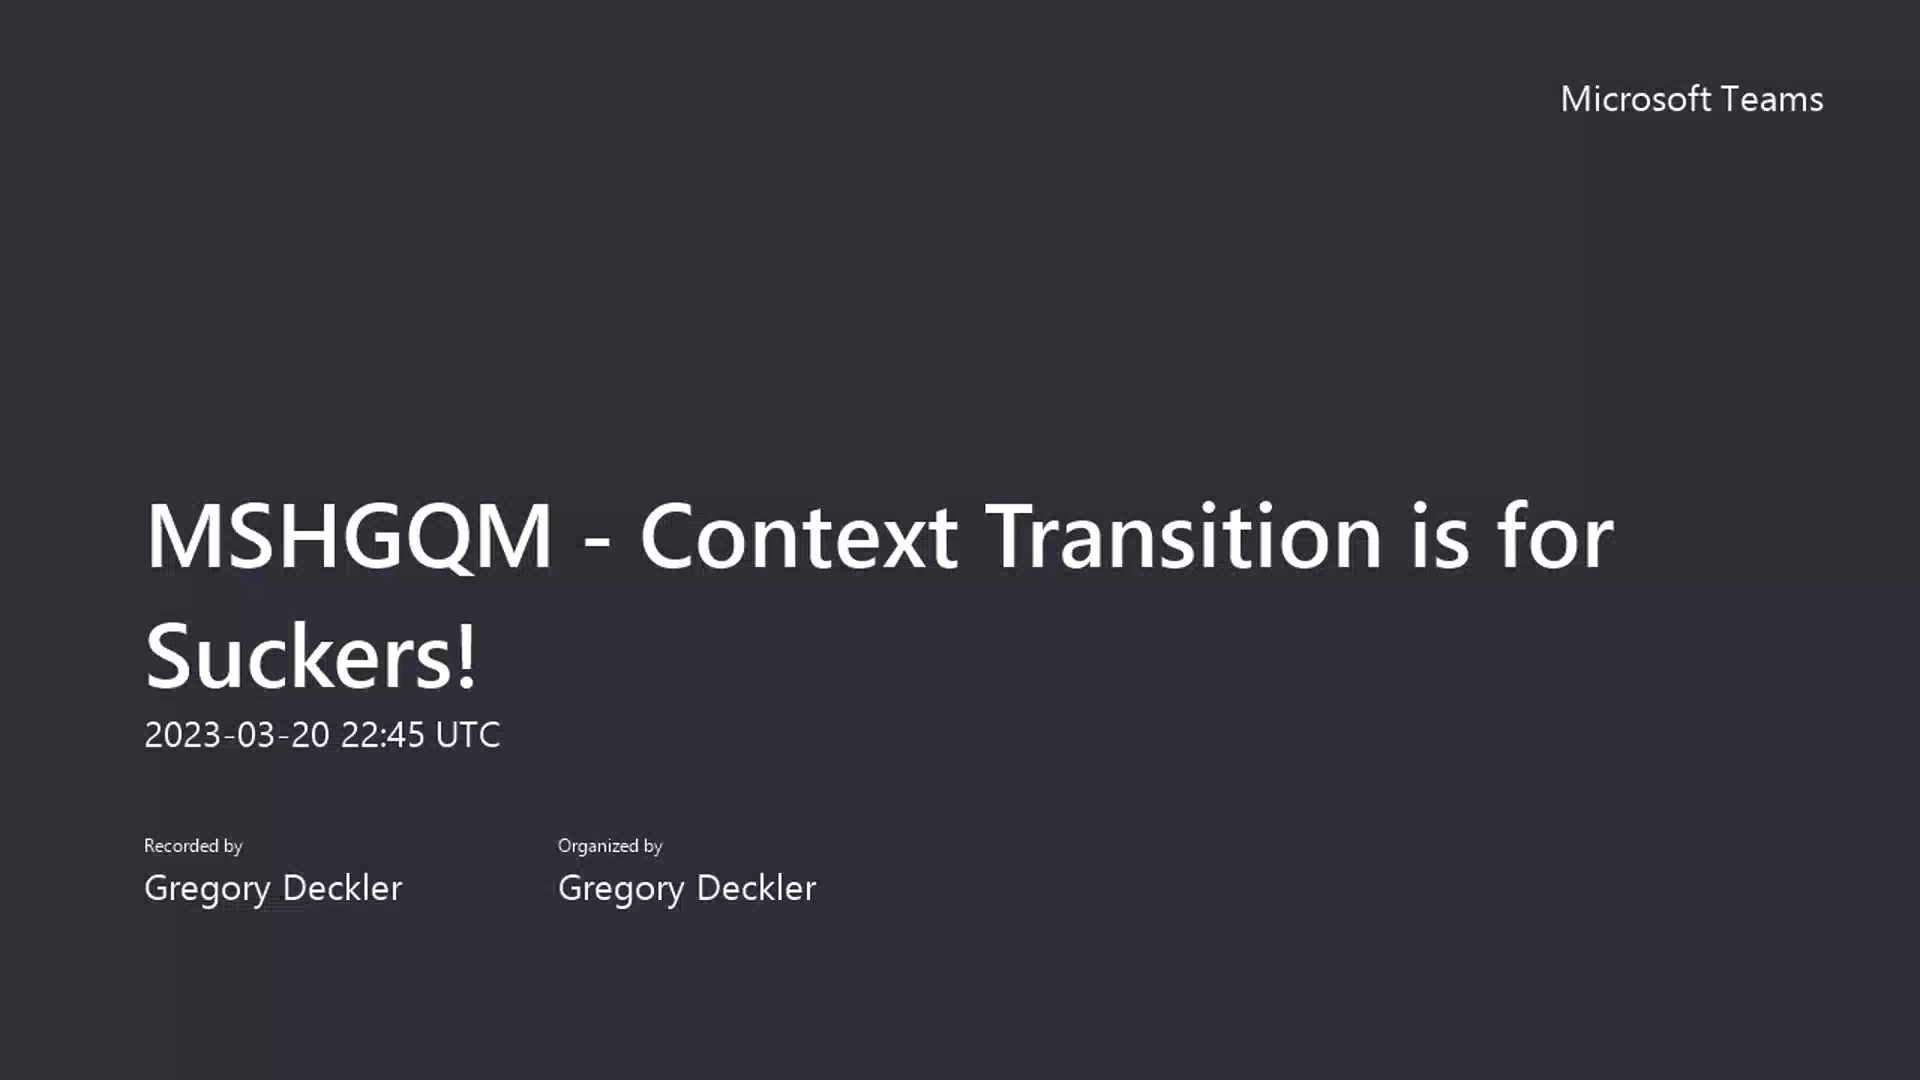 Microsoft Teams
MSHGQM - Context Transition is for
Suckers!
2023-03-20 22:45 UTC
Recorded by
Organized by
Gregory Deckler
Gregory Deckler